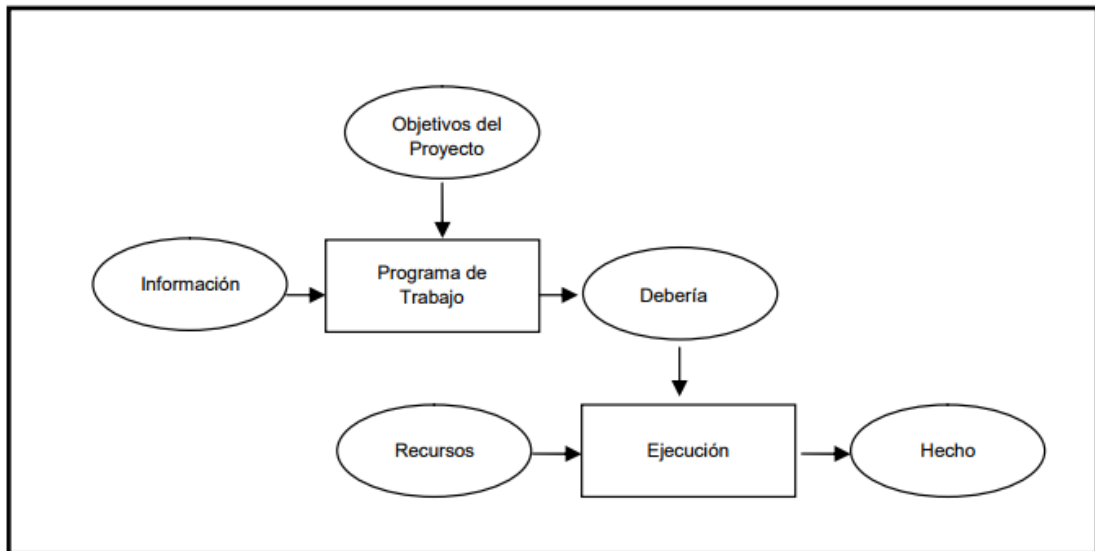 Objetivos del
Proyecto
Información
Programa de
Trabajo
Debería
Recursos
Ejecución
Hecho